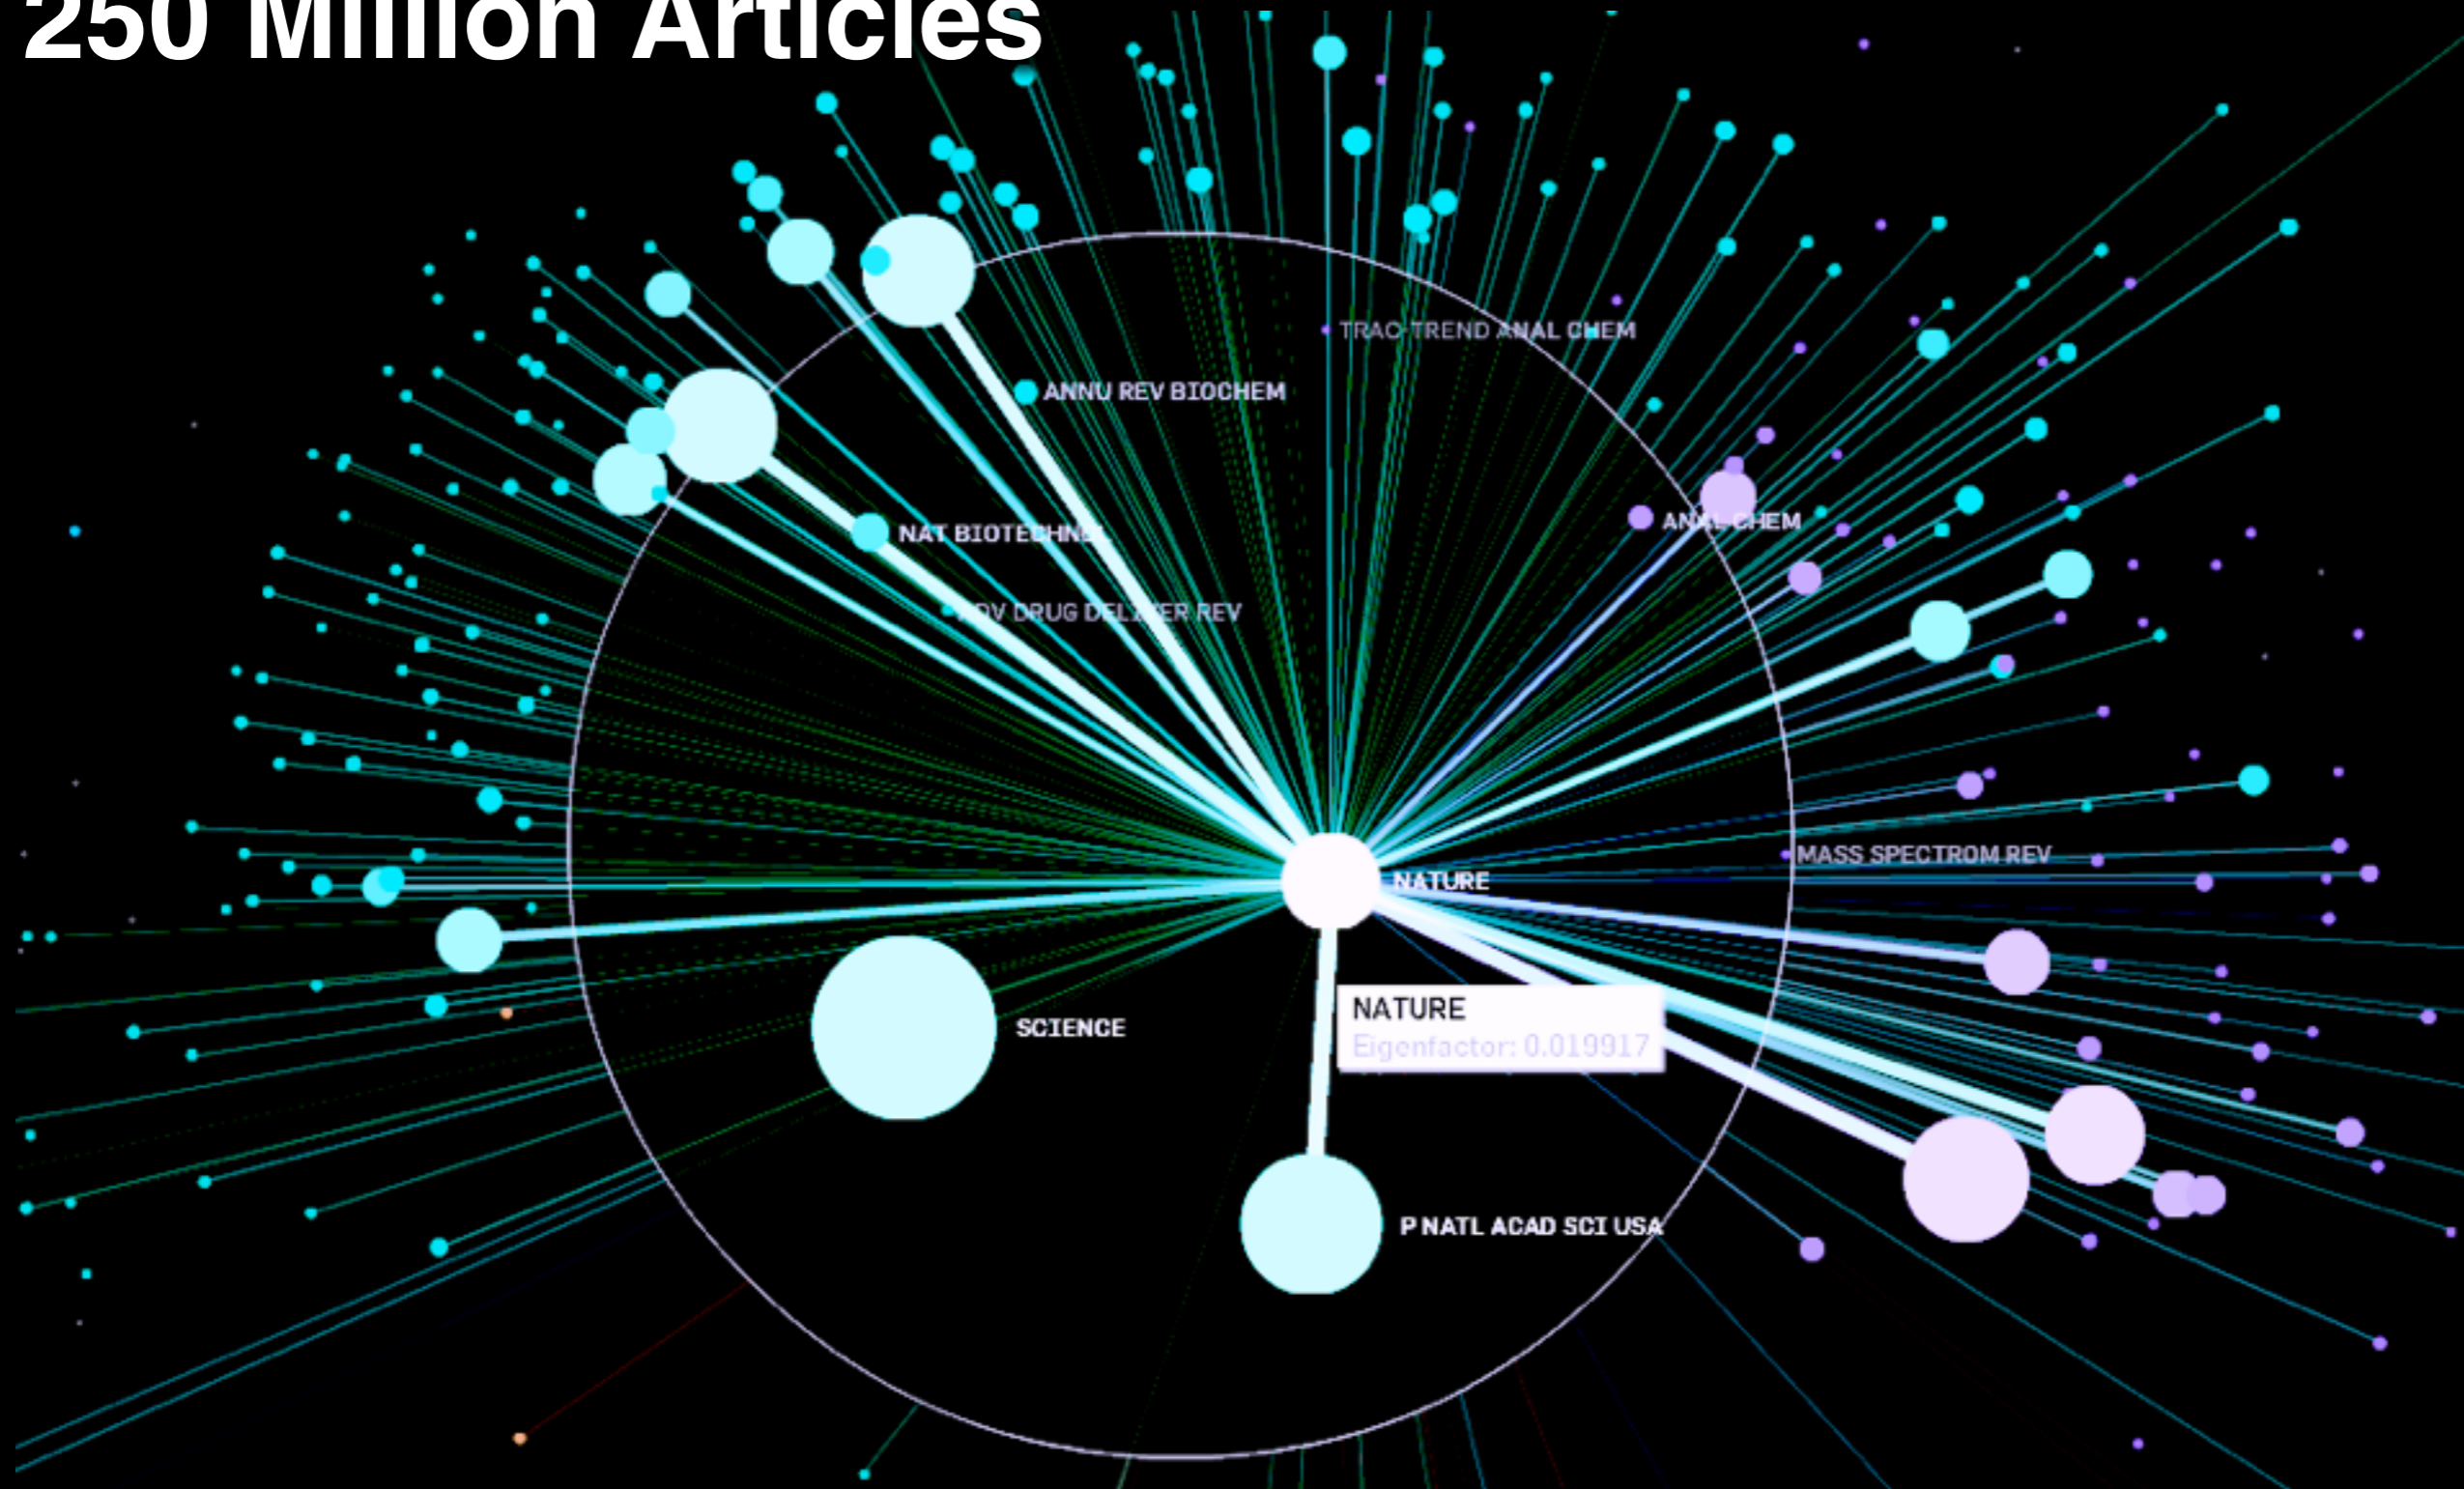 250 Million Articles
TRAC-TREND ANAL CHEM
ANNU REV BIOCHEM
ANAL CHEM
NAT BIOTECHNOL
ADV DRUG DELIVER REV
MASS SPECTROM REV
NATURE
NATURE
Eigenfactor: 0.019917
SCIENCE
P NATL ACAD SCI USA